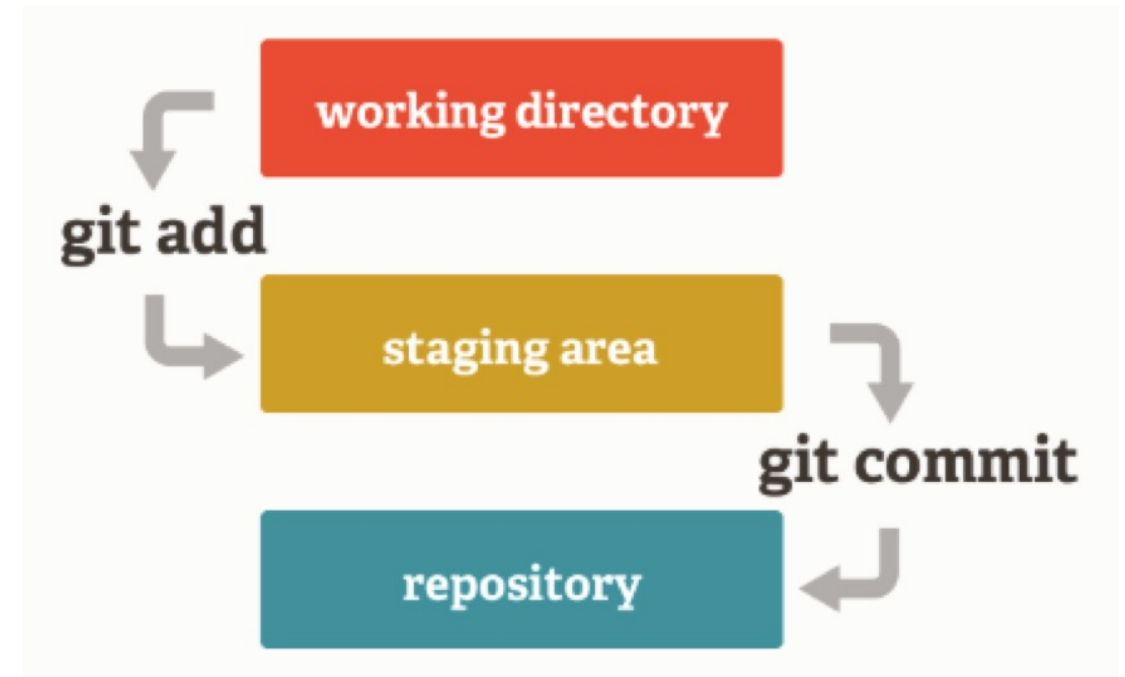 working directory
git add
staging area
git commit
repository